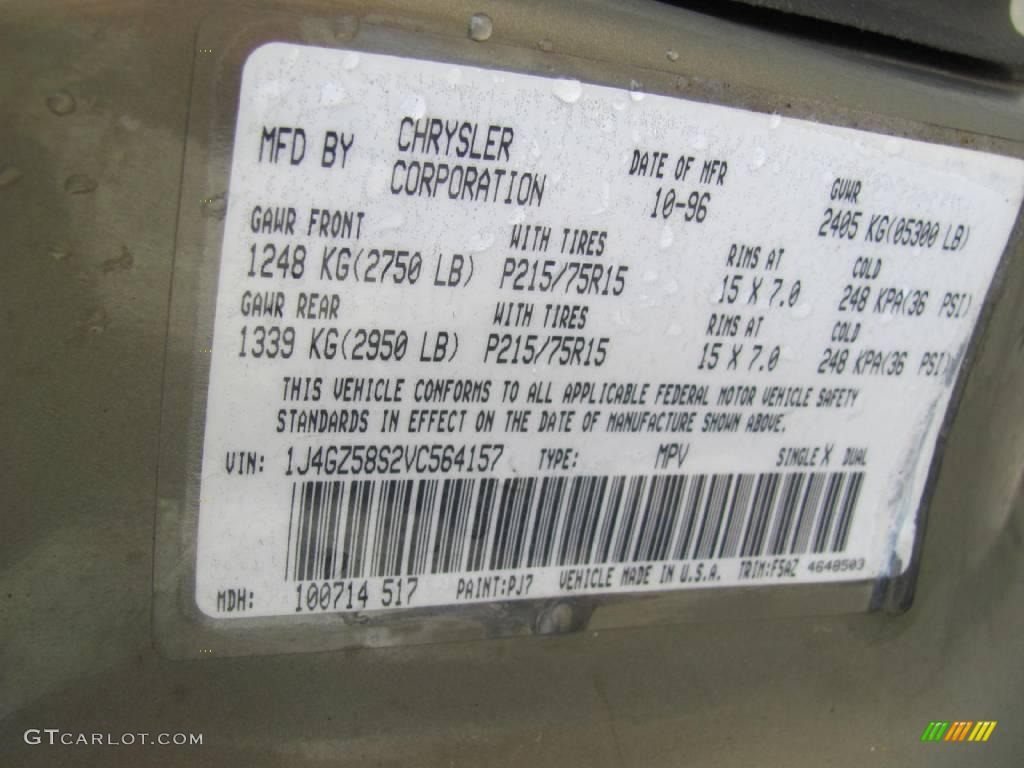 MFD BY CHRYSLER CORPORATION
DATE OF MFR 10-96
GVWR 2405 KG(05300 LB)
GAWR FRONT WITH TIRES RIMS AT COLD
1248 KG(2750 LB) P215/75R15 15 X 7.0 248 KPA(36 PSI)
GAWR REAR WITH TIRES RIMS AT COLD
1339 KG(2950 LB) P215/75R15 15 X 7.0 248 KPA(36 PSI)
THIS VEHICLE CONFORMS TO ALL APPLICABLE FEDERAL MOTOR VEHICLE SAFETY
STANDARDS IN EFFECT ON THE DATE OF MANUFACTURE SHOWN ABOVE.
VIN: 1J4GZ58S2VC564157 TYPE: MPV SINGLE X DUAL
MDH: 100714 517 PAINT:PJ7 VEHICLE MADE IN U.S.A. TRIM:F5AZ 4648503
GTCARLOT.COM